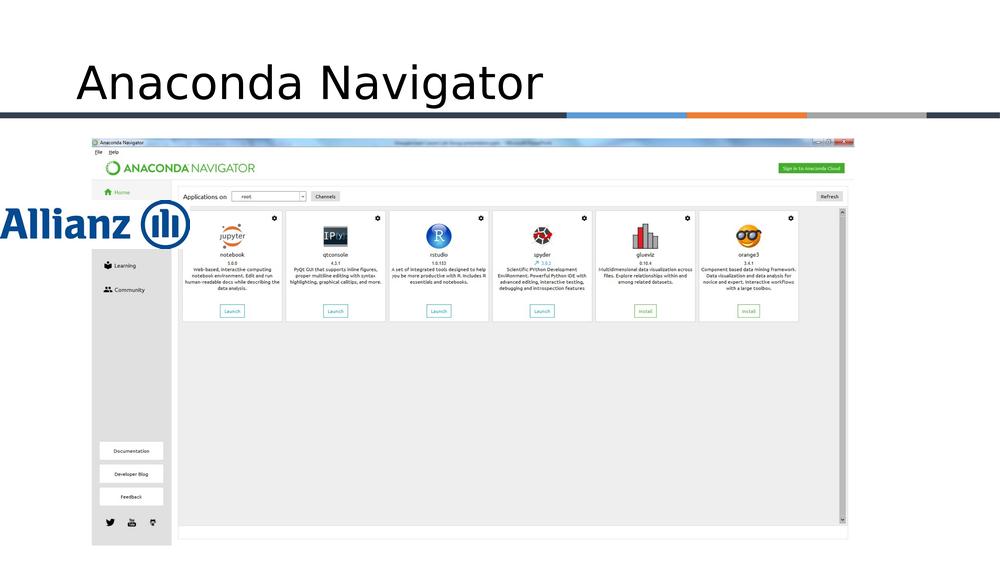 Anaconda Navigator
Anaconda Navigator
File Help
ANACONDA NAVIGATOR
Sign in to Anaconda Cloud
Home
Applications on root Channels
Refresh
Allianz
Learning
Community
jupyter
notebook
5.0.0
Web-based, interactive computing
notebook environment. Edit and run
human-readable docs while describing the
data analysis.
Launch
IP[y]:
qtconsole
4.3.1
PyQt GUI that supports inline figures,
proper multiline editing with syntax
highlighting, graphical calltips, and more.
Launch
R
rstudio
1.0.153
A set of integrated tools designed to help
you be more productive with R. Includes R
essentials and notebooks.
Launch
spyder
Scientific PYthon Development
EnviRonment. Powerful Python IDE with
advanced editing, interactive testing,
debugging and introspection features
Launch
glueviz
0.10.4
Multidimensional data visualization across
files. Explore relationships within and
among related datasets.
Install
orange3
3.4.1
Component based data mining framework.
Data visualization and data analysis for
novice and expert. Interactive workflows
with a large toolbox.
Install
Documentation
Developer Blog
Feedback
You
Tube